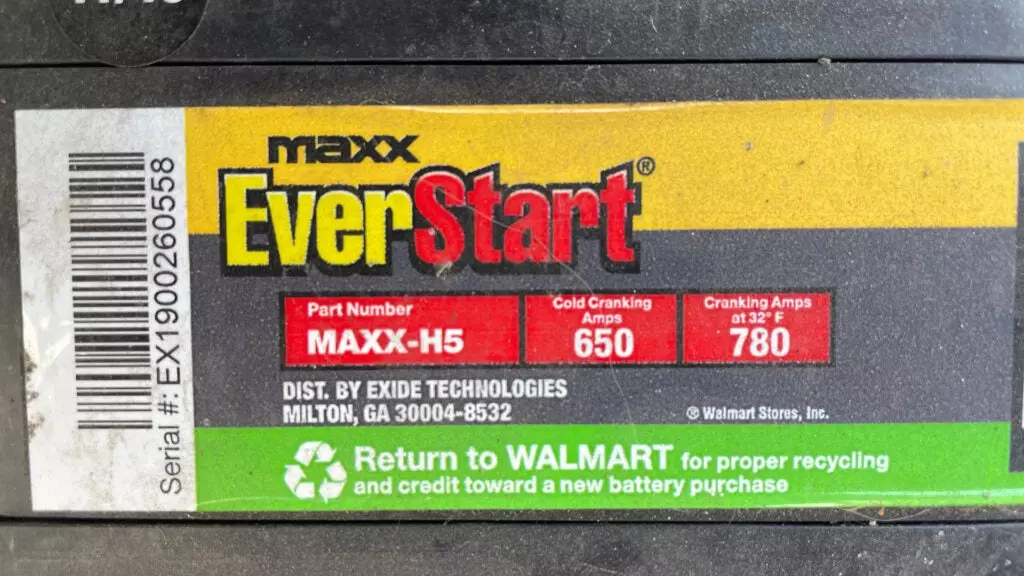 maxx
EverStart®
Part Number
MAXX-H5
Cold Cranking
Amps
650
Cranking Amps
at 32° F
780
DIST. BY EXIDE TECHNOLOGIES
MILTON, GA 30004-8532
® Walmart Stores, Inc.
Return to WALMART for proper recycling
and credit toward a new battery purchase
Serial #: EX1900260558